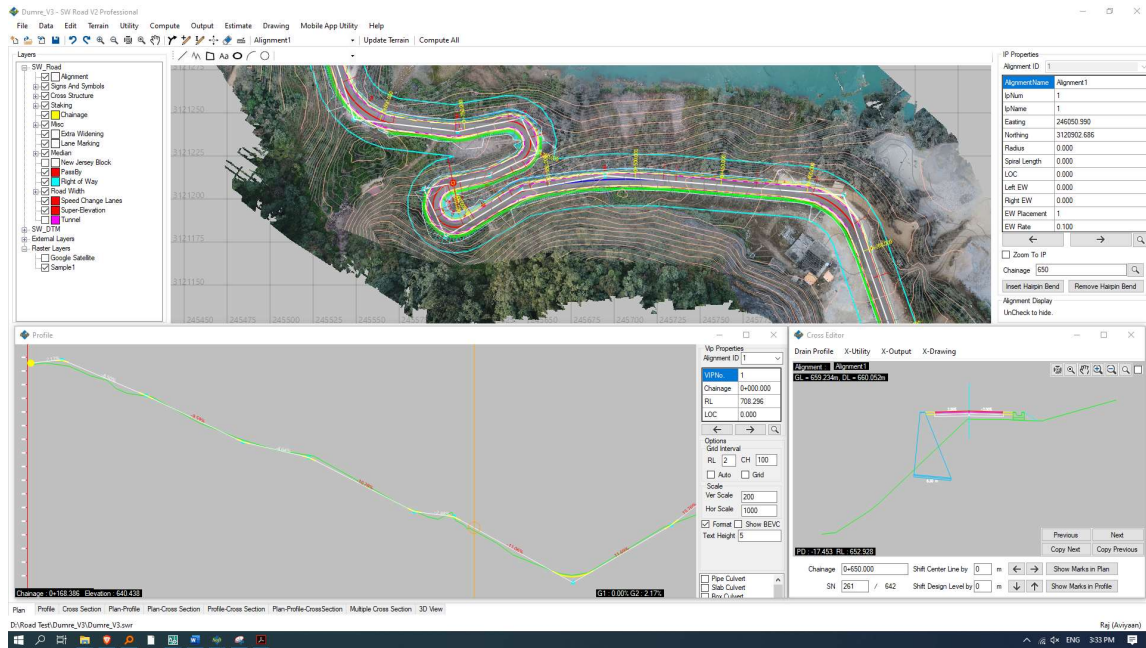 Dumre_V3 - SW Road V2 Professional
File Data Edit Terrain Utility Compute Output Estimate Drawing Mobile App Utility Help
Alignment1 Update Terrain Compute All
Layers
Aa
SW_Road
Alignment
Signs And Symbols
Cross Structure
Staking
Chainage
Misc
Extra Widening
Lane Marking
Median
New Jersey Block
PassBy
Right of Way
Road Width
Speed Change Lanes
Super-Elevation
Tunnel
SW_DTM
External Layers
Raster Layers
Google Satellite
Sample1
3121250
3121225
3121200
3121175
3121150
245450 245475 245500 245525 245550
245675 245700 245725 245750
IP Properties
Alignment ID 1
AlignmentName Alignment1
IpNum 1
IpName 1
Easting 246050.990
Northing 3120902.686
Radius 0.000
Spiral Length 0.000
LOC 0.000
Left EW 0.000
Right EW 0.000
EW Placement 1
EW Rate 0.100
Zoom To IP
Chainage 650
Insert Hairpin Bend Remove Hairpin Bend
Alignment Display
UnCheck to hide.
Profile
Chainage : 0+168.386 Elevation : 640.438
G1 : 0.00% G2 : 2.17%
Vip Properties
Alignment ID 1
VIPNo. 1
Chainage 0+000.000
RL 708.296
LOC 0.000
Options
Grid Interval
RL 2 CH 100
Auto Grid
Scale
Ver Scale 200
Hor Scale 1000
Format Show BEVC
Text Height 5
Pipe Culvert
Slab Culvert
Box Culvert
Cross Editor
Drain Profile X-Utility X-Output X-Drawing
Alignment : Alignment1
GL = 659.234m, DL = 660.052m
PD : -17.453 RL : 652.928
Previous Next
Copy Next Copy Previous
Chainage 0+650.000 Shift Center Line by 0 m Show Marks in Plan
SN 261 / 642 Shift Design Level by 0 m Show Marks in Profile
Plan Profile Cross Section Plan-Profile Plan-Cross Section Profile-Cross Section Plan-Profile-CrossSection Multiple Cross Section 3D View
D:\Road Test\Dumre_V3\Dumre_V3.swr
Raj (Aviyaan)
ENG 3:33 PM